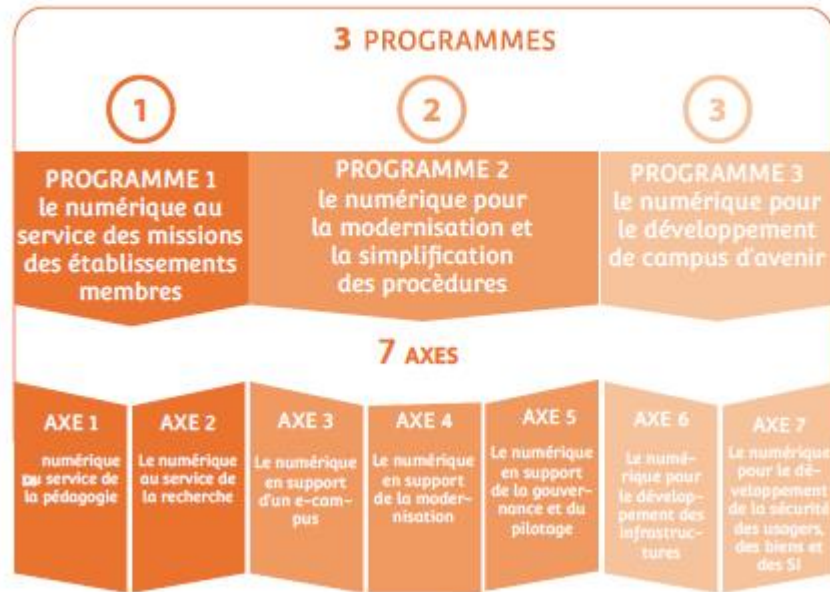 3 PROGRAMMES
1
2
3
PROGRAMME 1
le numérique au
service des missions
des établissements
membres
PROGRAMME 2
le numérique pour
la modernisation et
la simplification
des procèdures
PROGRAMME 3
le numérique pour
le développement
de campus d'avenir
7 AXES
AXE 1
numérique
au service de
la pédagogie
AXE 2
Le numérique
au service de
la recherche
AXE 3
Le numérique
en support
d'un e-cam-
pus
AXE 4
Le numérique
en support
de la moder-
nisation
AXE 5
Le numérique
en support
de la gouver-
nance et du
pilotage
AXE 6
Le numé-
rique pour
le dévelop-
pement des
infrastruc-
tures
AXE 7
Le numérique
pour le dé-
veloppement
de la sécurité
des usagers,
des biens et
des SI